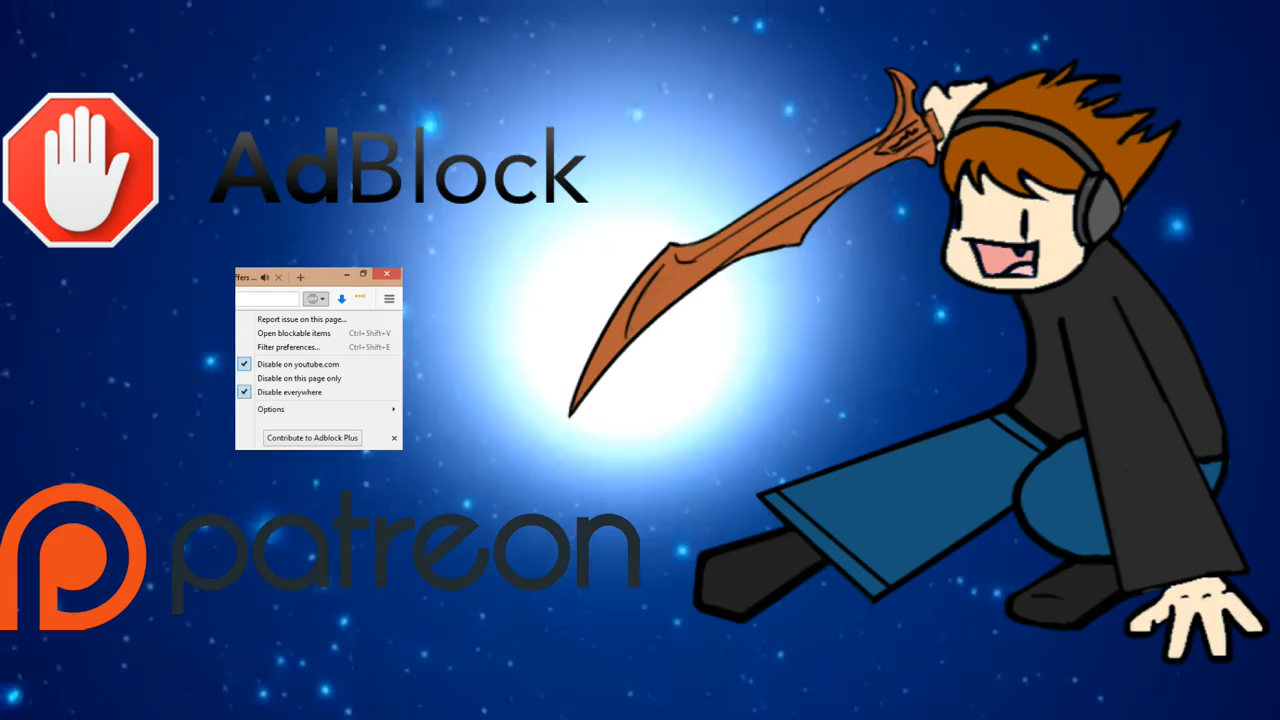 AdBlock
ffers ...
Report issue on this page...
Open blockable items Ctrl+Shift+V
Filter preferences... Ctrl+Shift+E
Disable on youtube.com
Disable on this page only
Disable everywhere
Options
Contribute to Adblock Plus
patreon